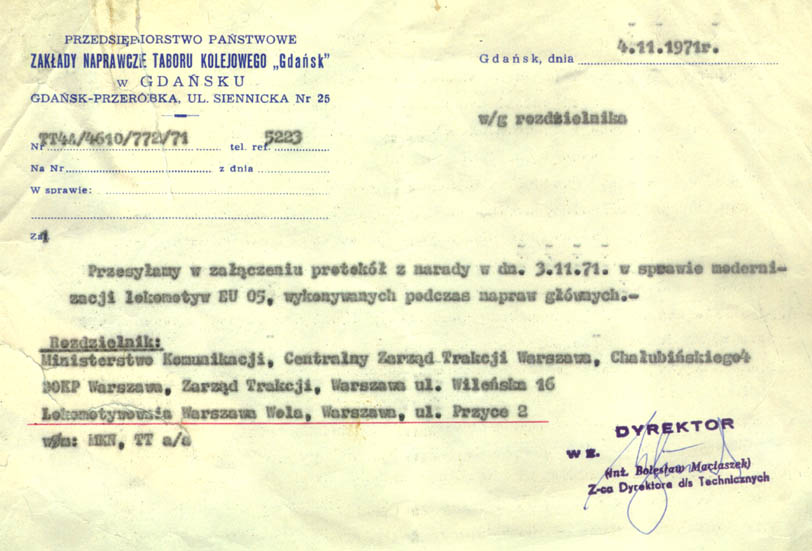 PRZEDSIĘBIORSTWO PAŃSTWOWE
ZAKŁADY NAPRAWCZE TABORU KOLEJOWEGO „Gdańsk"
w GDAŃSKU
GDAŃSK-PRZERÓBKA, UL. SIENNICKA Nr 25
Gdańsk, dnia 4.11.1971r.
w/g rozdzielnika
Nr TT4A/4610/772/71 tel. ref. 5223
Na Nr z dnia
W sprawie:
Zał 1
Przesyłamy w załączeniu protokół z narady w dn. 3.11.71. w sprawie moderni-
zacji lokomotyw EU 05, wykonywanych podczas napraw głównych.-
Rozdzielnik:
Ministerstwo Komunikacji, Centralny Zarząd Trakcji Warszawa, Chałubińskiego4
DOKP Warszawa, Zarząd Trakcji, Warszawa ul. Wileńska 16
Lokomotywownia Warszawa Wola, Warszawa, ul. Przyce 2
w/m: MKN, TT a/a
DYREKTOR
w z.
(inż. Bolesław Maciaszek)
Z-ca Dyrektora d/s Technicznych